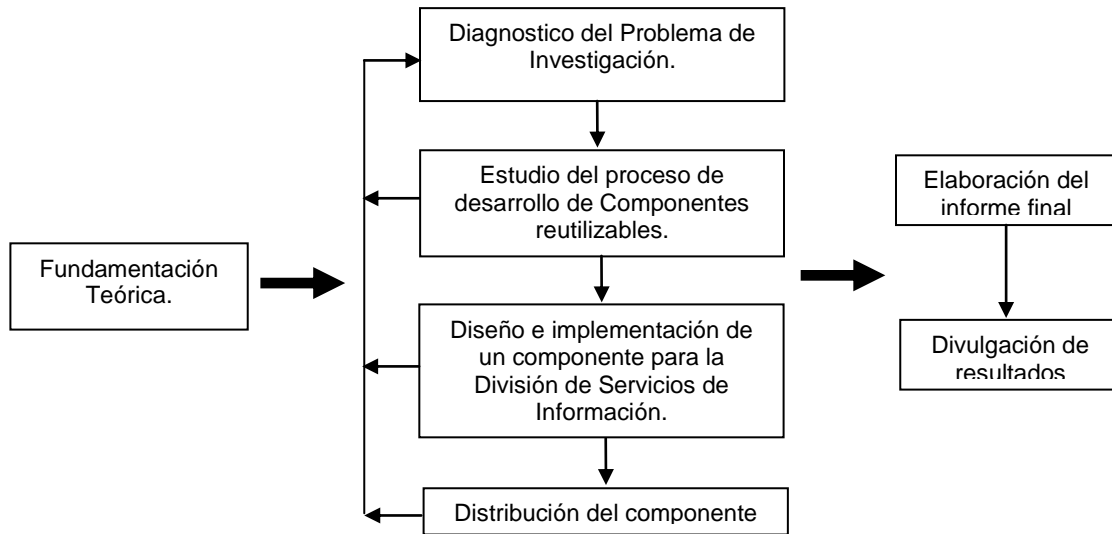 Fundamentación
Teórica.
Diagnostico del Problema de
Investigación.
Estudio del proceso de
desarrollo de Componentes
reutilizables.
Diseño e implementación de
un componente para la
División de Servicios de
Información.
Distribución del componente
Elaboración del
informe final
Divulgación de
resultados